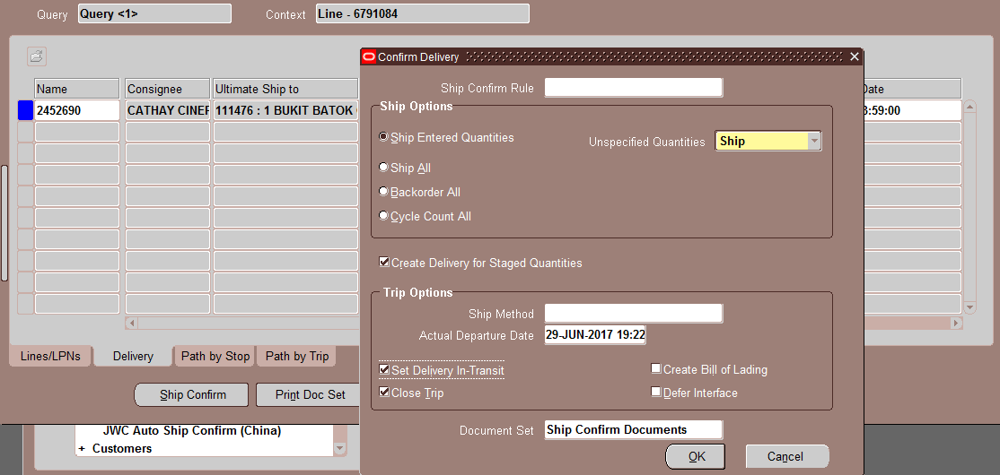 Query Query <1> Context Line - 6791084
Confirm Delivery
Ship Confirm Rule
Name Consignee Ultimate Ship to
2452690 CATHAY CINEF 111476 : 1 BUKIT BATOK
Date
3:59:00
Ship Options
Ship Entered Quantities
Unspecified Quantities Ship
Ship All
Backorder All
Cycle Count All
Create Delivery for Staged Quantities
Trip Options
Ship Method
Actual Departure Date 29-JUN-2017 19:22
Set Delivery In-Transit Create Bill of Lading
Close Trip Defer Interface
Document Set Ship Confirm Documents
OK Cancel
Lines/LPNs Delivery Path by Stop Path by Trip
Ship Confirm Print Doc Set
JWC Auto Ship Confirm (China)
+ Customers